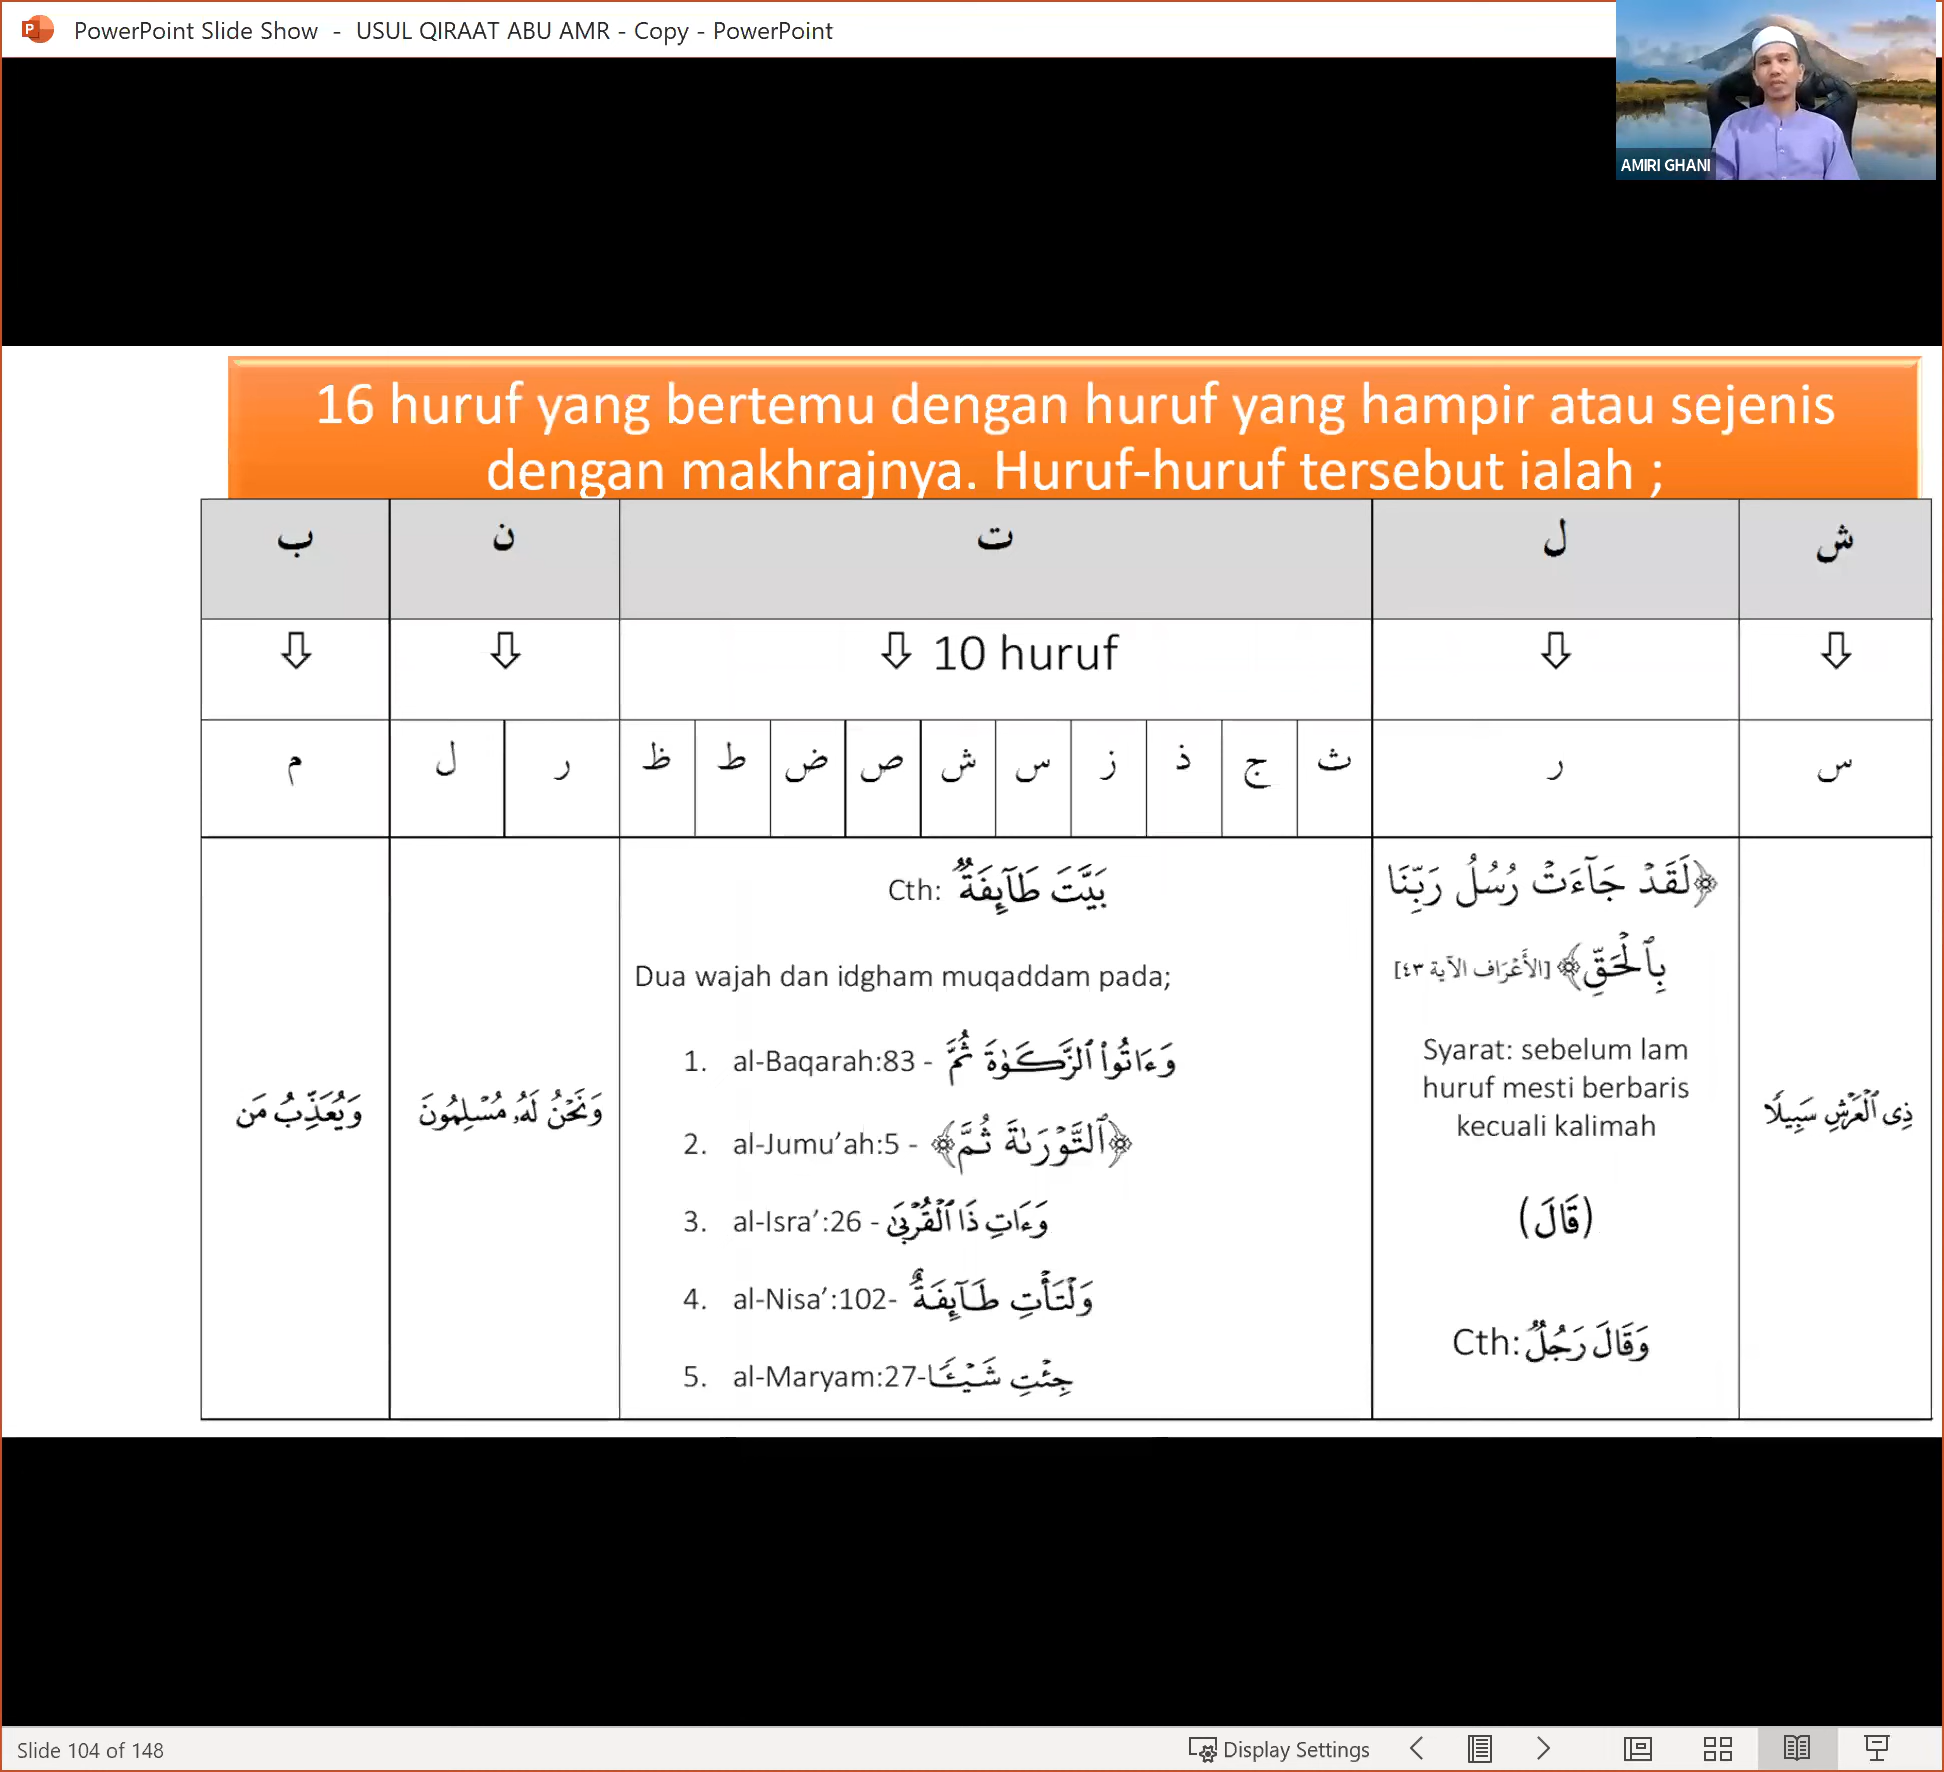 PowerPoint Slide Show - USUL QIRAAT ABU AMR - Copy - PowerPoint
AMIRI GHANI
16 huruf yang bertemu dengan huruf yang hampir atau sejenis
dengan makhrajnya. Huruf-huruf tersebut ialah ;
ش ل ت ن ب
⇩ ⇩ ⇩ 10 huruf ⇩ ⇩
س ر ث ج ذ ز س ش ص ض ط ظ ر ل م
ذِى ٱلۡعَرۡشِ سَبِيلٗا
﴿لَقَدۡ جَآءَتۡ رُسُلُ رَبِّنَا
بِٱلۡحَقِّ﴾ [الأَعۡرَاف الآية ٤٣]
Syarat: sebelum lam
huruf mesti berbaris
kecuali kalimah
(قَالَ)
Cth: وَقَالَ رَجُلٞ
Cth: بَيَّتَ طَآئِفَةٞ
Dua wajah dan idgham muqaddam pada;
1. al-Baqarah:83 - وَءَاتُواْ ٱلزَّكَوٰةَ ثُمَّ
2. al-Jumu’ah:5 - ﴿ٱلتَّوۡرَىٰةَ ثُمَّ﴾
3. al-Isra’:26 - وَءَاتِ ذَا ٱلۡقُرۡبَىٰ
4. al-Nisa’:102- وَلۡتَأۡتِ طَآئِفَةٌ
5. al-Maryam:27- جِئۡتِ شَيۡـٔٗا
وَنَحۡنُ لَهُۥ مُسۡلِمُونَ
وَيُعَذِّبُ مَن
Slide 104 of 148
Display Settings